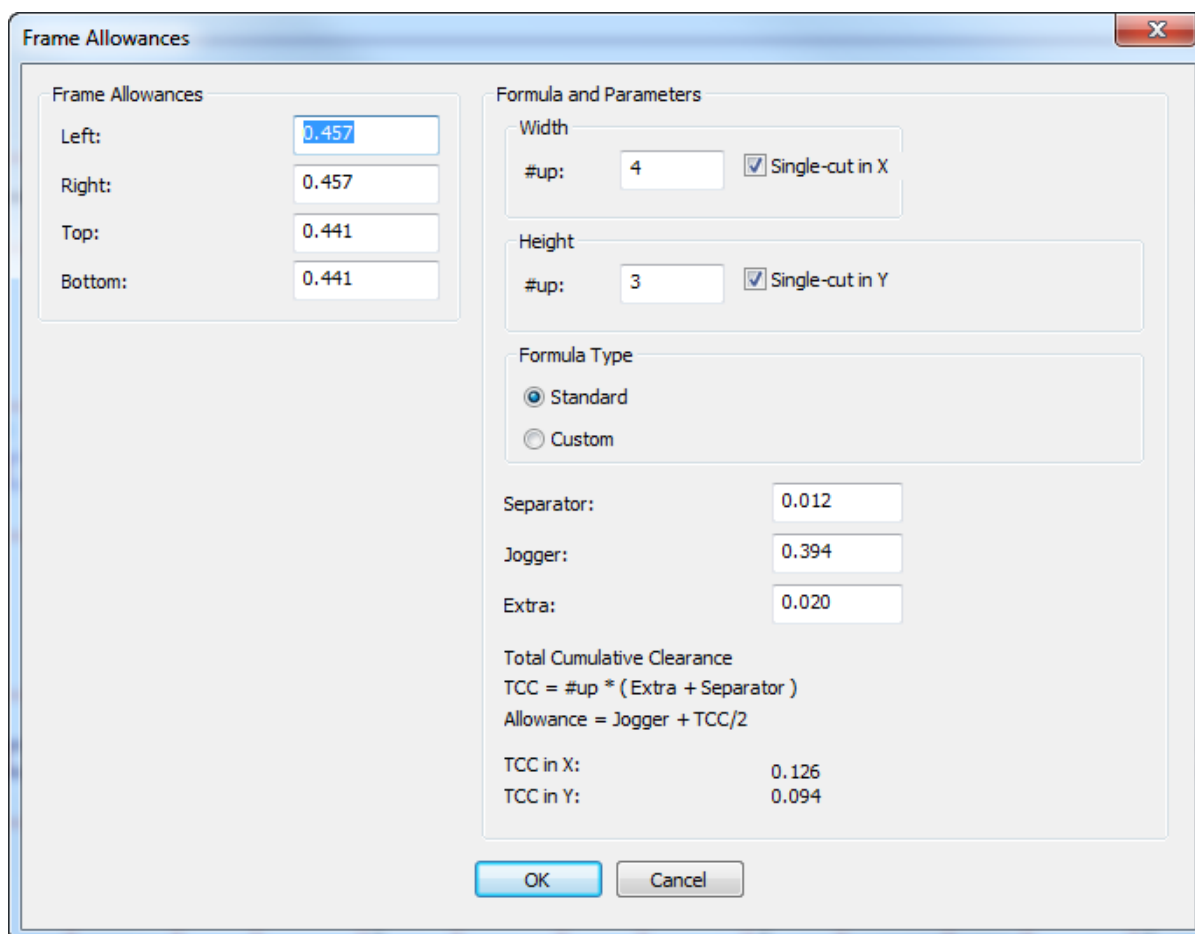 Frame Allowances
Frame Allowances
Left: 0.457
Right: 0.457
Top: 0.441
Bottom: 0.441
Formula and Parameters
Width
#up: 4 Single-cut in X
Height
#up: 3 Single-cut in Y
Formula Type
Standard
Custom
Separator: 0.012
Jogger: 0.394
Extra: 0.020
Total Cumulative Clearance
TCC = #up * ( Extra + Separator )
Allowance = Jogger + TCC/2
TCC in X: 0.126
TCC in Y: 0.094
OK Cancel